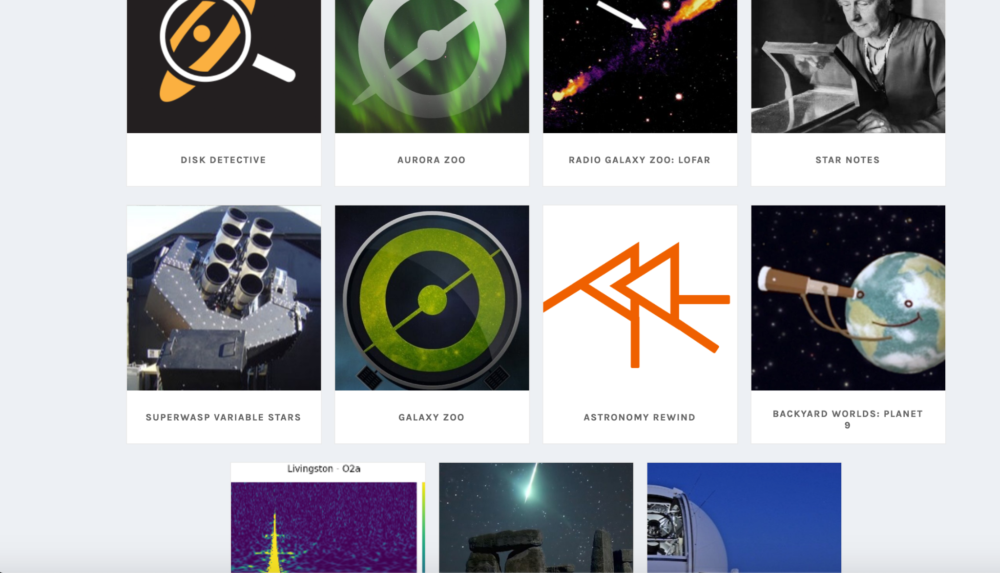 DISK DETECTIVE
AURORA ZOO
RADIO GALAXY ZOO: LOFAR
STAR NOTES
SUPERWASP VARIABLE STARS
GALAXY ZOO
ASTRONOMY REWIND
BACKYARD WORLDS: PLANET
9
Livingston - O2a